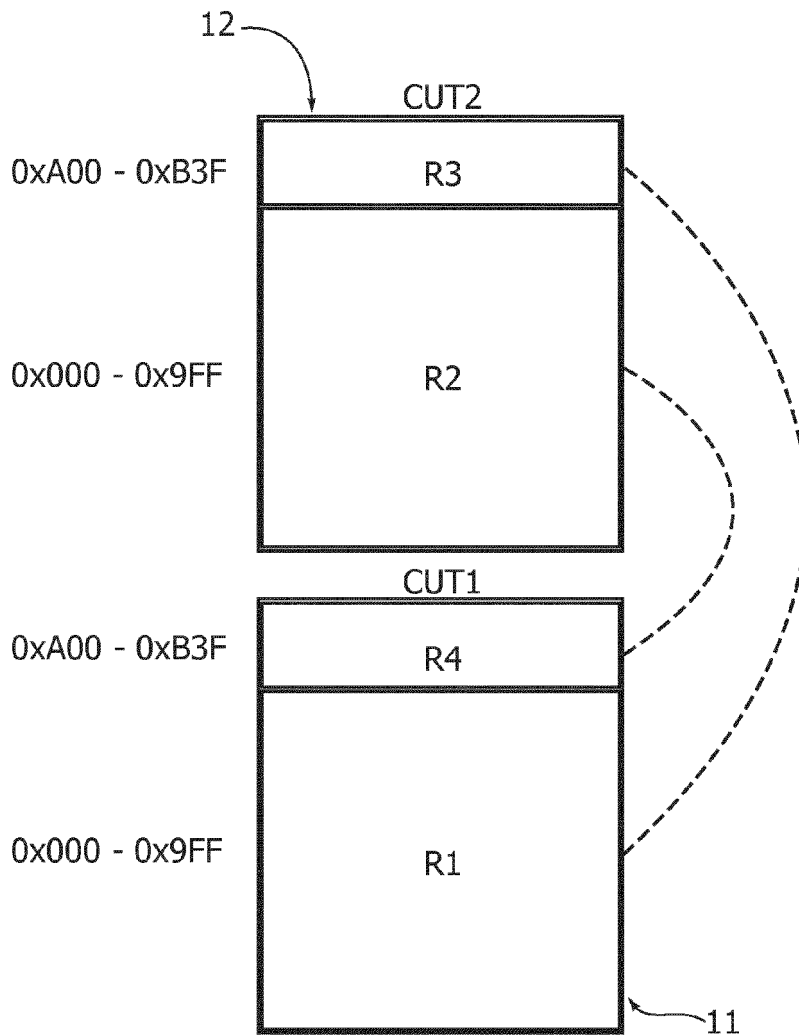 12
CUT2
0xA00 - 0xB3F
R3
0x000 - 0x9FF
R2
CUT1
0xA00 - 0xB3F
R4
0x000 - 0x9FF
R1
11